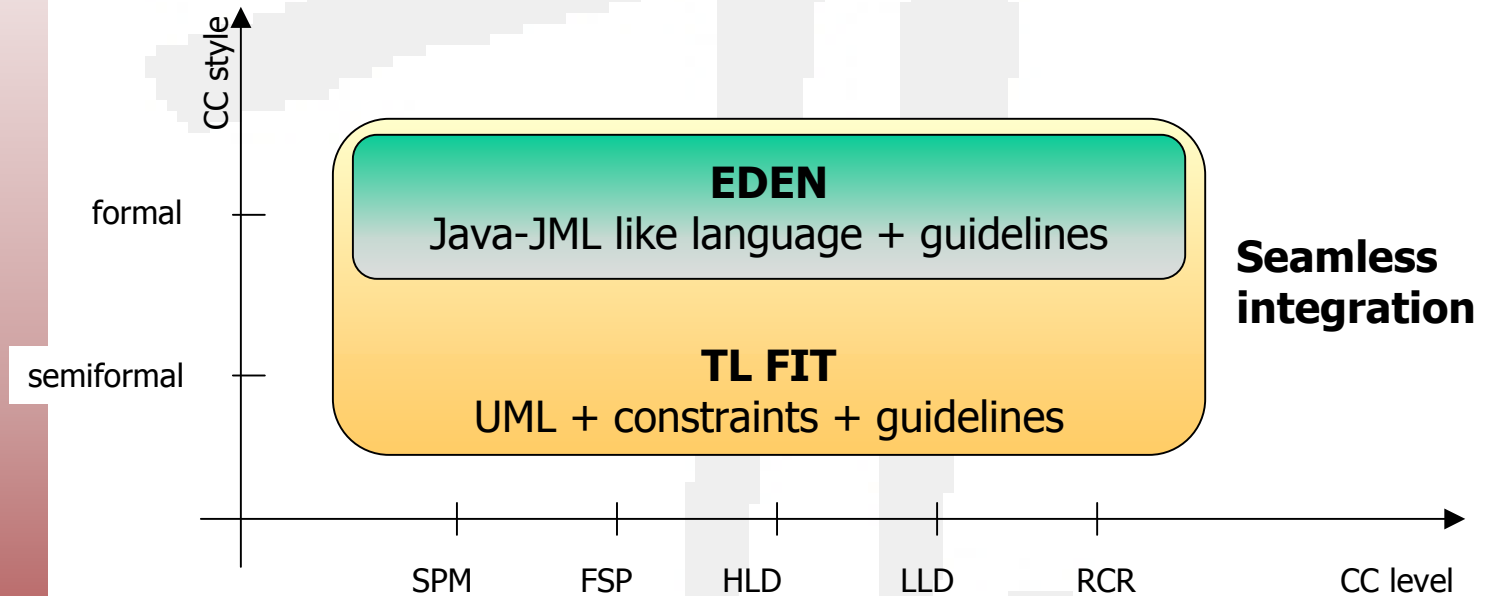 CC style
EDEN
formal
Java-JML like language + guidelines
Seamless
integration
TL FIT
semiformal
UML + constraints + guidelines
SPM FSP HLD LLD RCR CC level